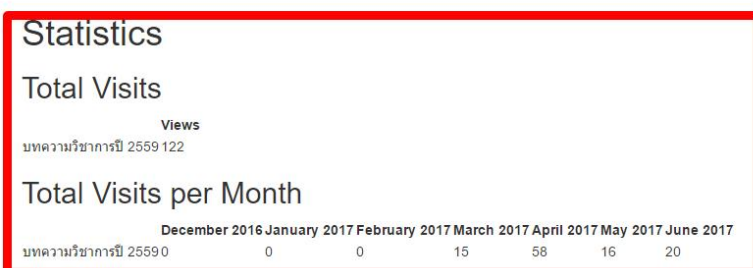 Statistics
Total Visits
Views
บทความวิชาการปี 2559 122
Total Visits per Month
December 2016 January 2017 February 2017 March 2017 April 2017 May 2017 June 2017
บทความวิชาการปี 2559 0 0 0 15 58 16 20